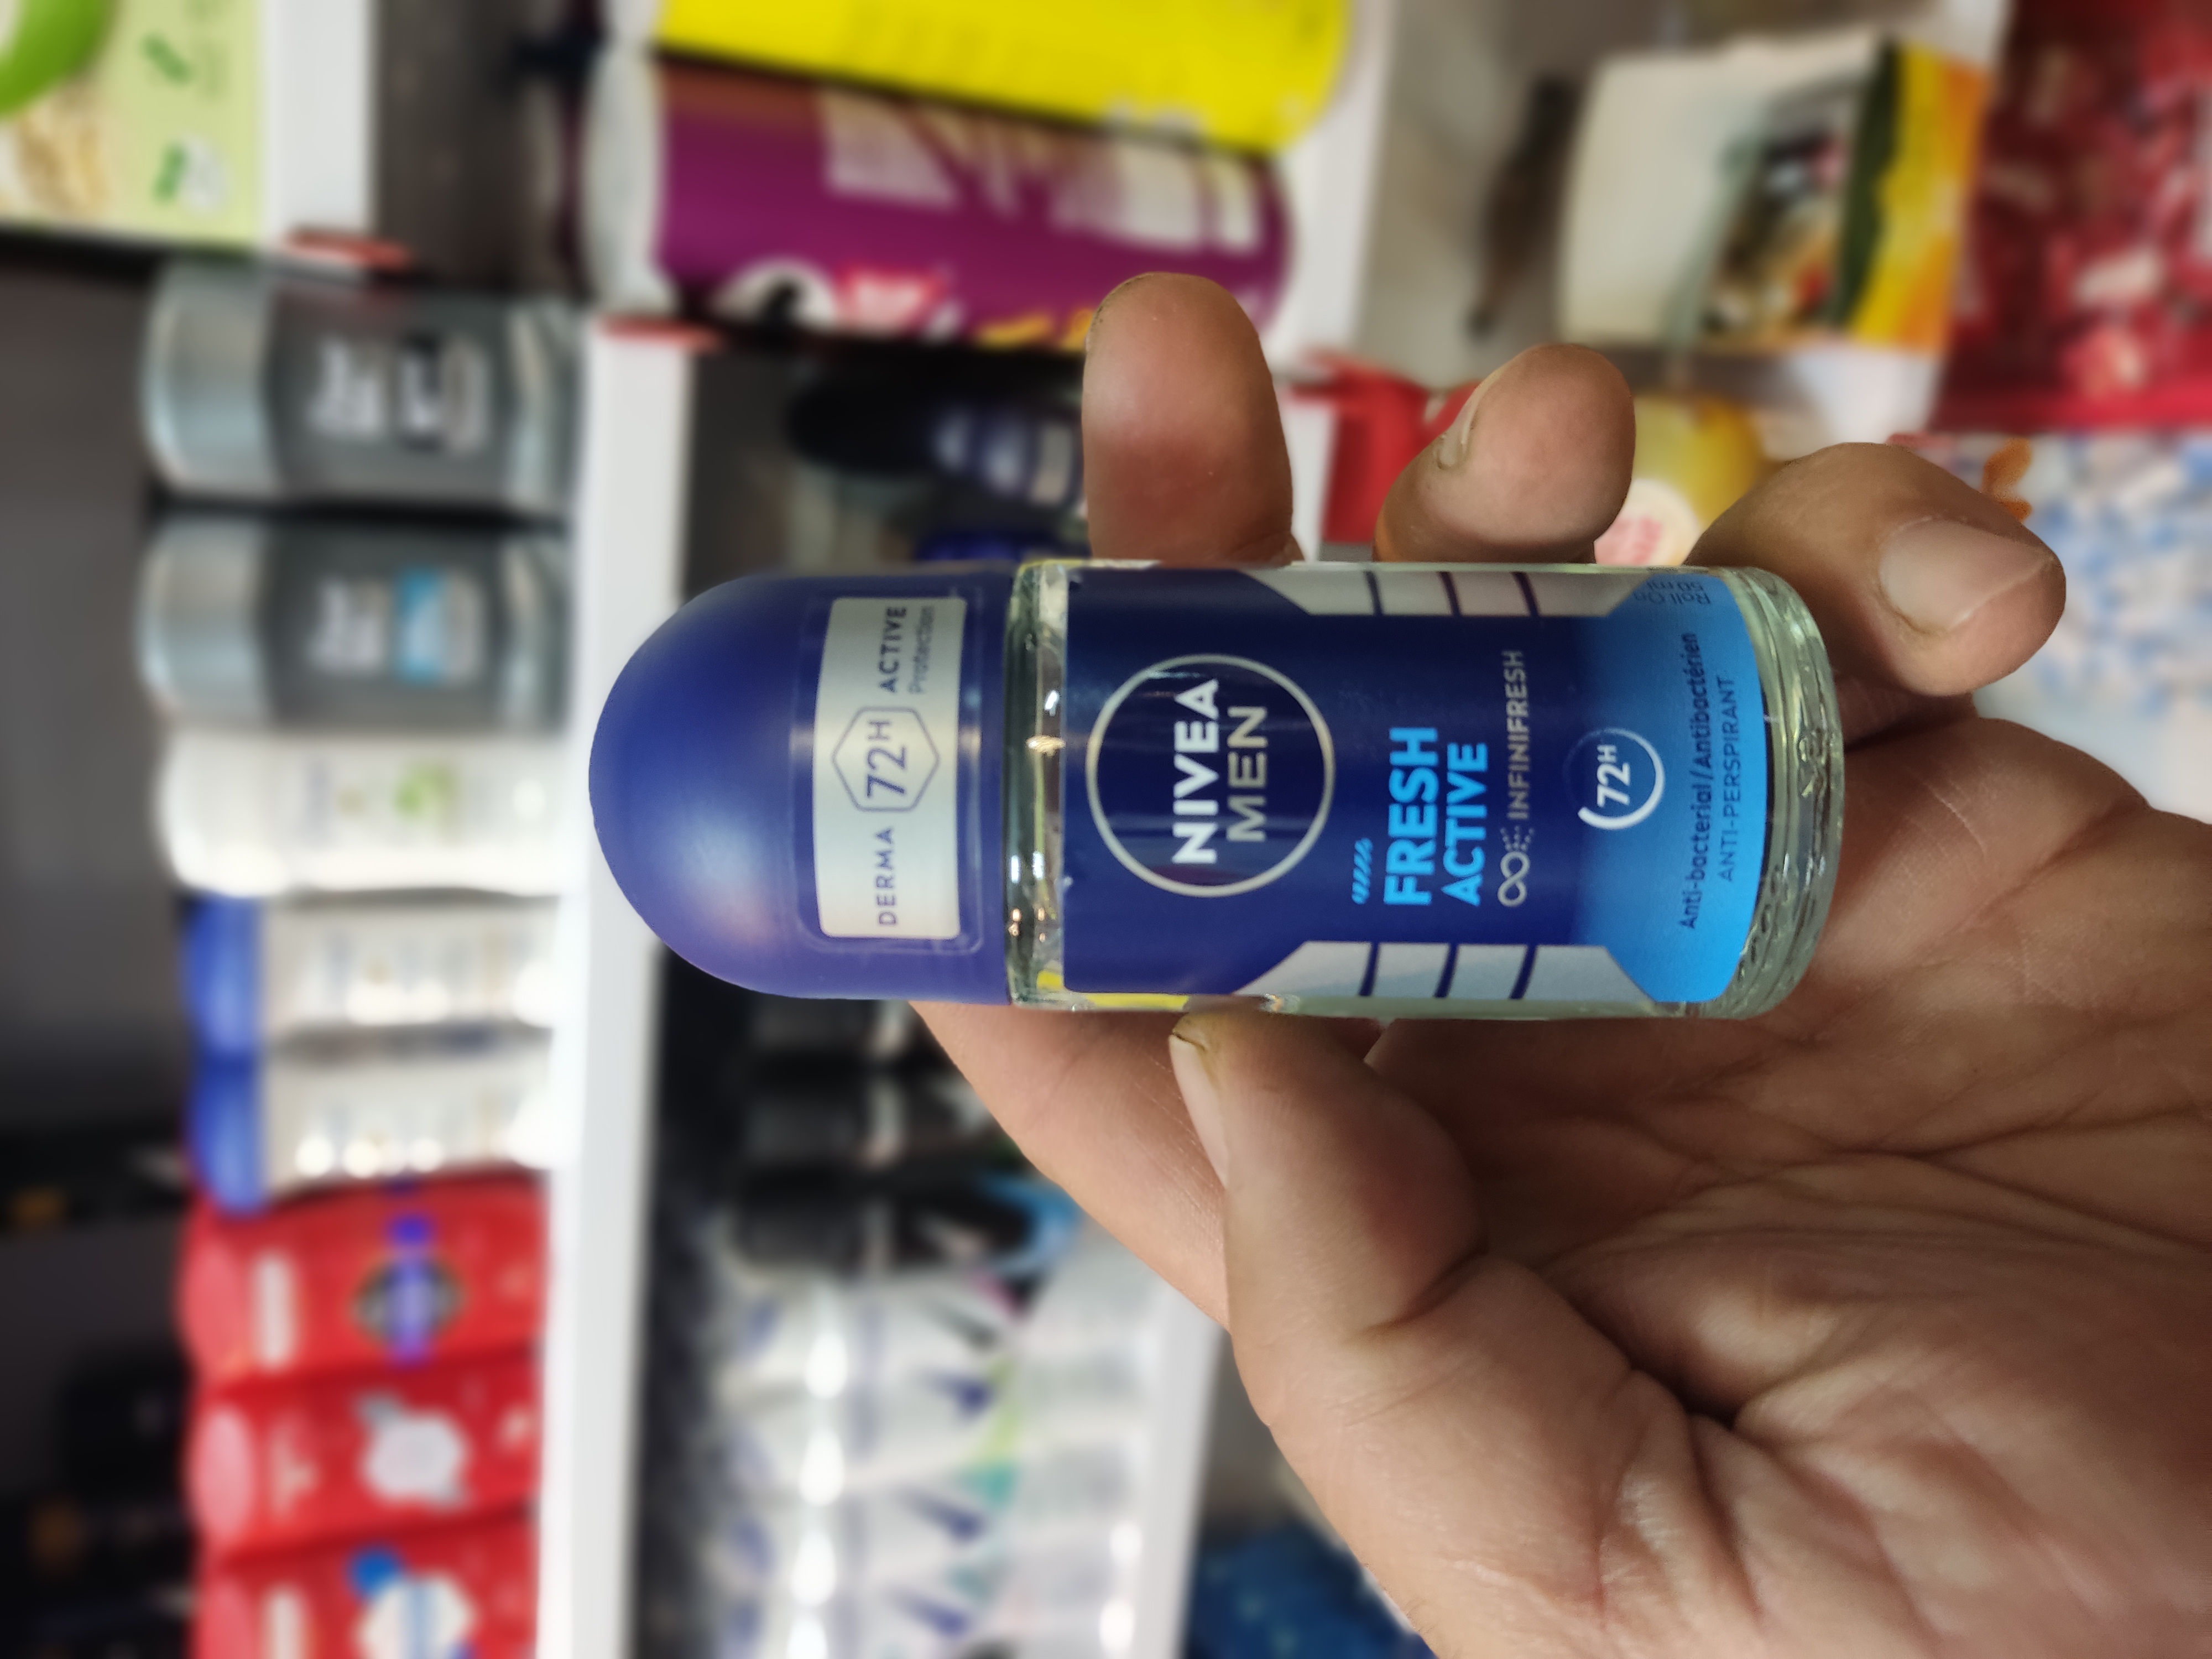 DERMA 72H ACTIVE
Protection
NIVEA
MEN
FRESH
ACTIVE
INFINIFRESH
72H
Anti-bacterial/Antibactérien
ANTI-PERSPIRANT